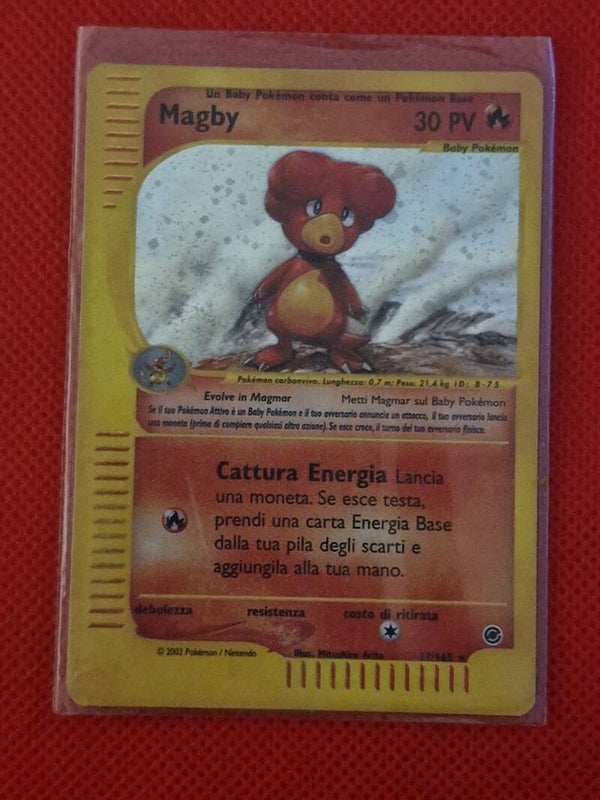 Un Baby Pokémon conta come un Pokémon Base
Magby 30 PV
Baby Pokémon
Pokémon carbonvivo. Lunghezza: 0,7 m; Peso: 21,4 kg ID: B-75
Evolve in Magmar Metti Magmar sul Baby Pokémon
Se il tuo Pokémon Attivo è un Baby Pokémon e il tuo avversario annuncia un attacco, il tuo avversario lancia
una moneta (prima di compiere qualsiasi altra azione). Se esce croce, il turno del tuo avversario finisce.
Cattura Energia Lancia
una moneta. Se esce testa,
prendi una carta Energia Base
dalla tua pila degli scarti e
aggiungila alla tua mano.
debolezza resistenza costo di ritirata
© 2002 Pokémon / Nintendo Illus. Mitsuhiro Arita 17/165